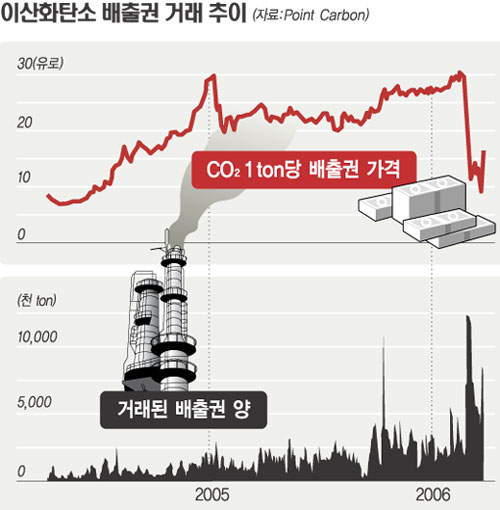 이산화탄소 배출권 거래 추이 (자료:Point Carbon)
30(유로)
20
CO₂ 1 ton당 배출권 가격
10
0
(천 ton)
10,000
5,000
거래된 배출권 양
0
2005
2006